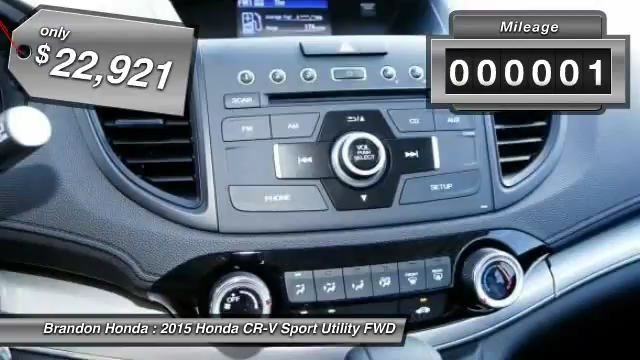 only
$22,921
Mileage
000001
SCAN
FM
AM
CD
AUX
VOL
PUSH
SELECT
PHONE
SETUP
OFF
Brandon Honda : 2015 Honda CR-V Sport Utility FWD